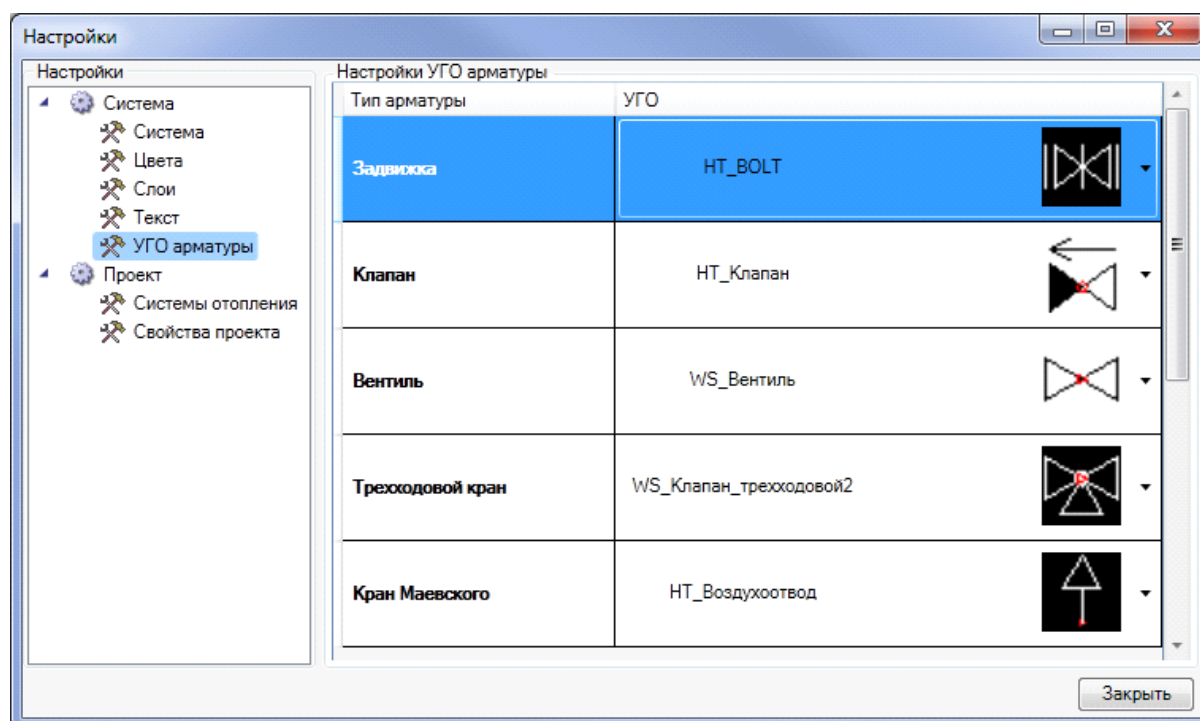 Настройки
Настройки
Система
Система
Цвета
Слои
Текст
УГО арматуры
Проект
Системы отопления
Свойства проекта
Настройки УГО арматуры
Тип арматуры УГО
Задвижка HT_BOLT
Клапан HT_Клапан
Вентиль WS_Вентиль
Трехходовой кран WS_Клапан_трехходовой2
Кран Маевского HT_Воздухоотвод
Закрыть